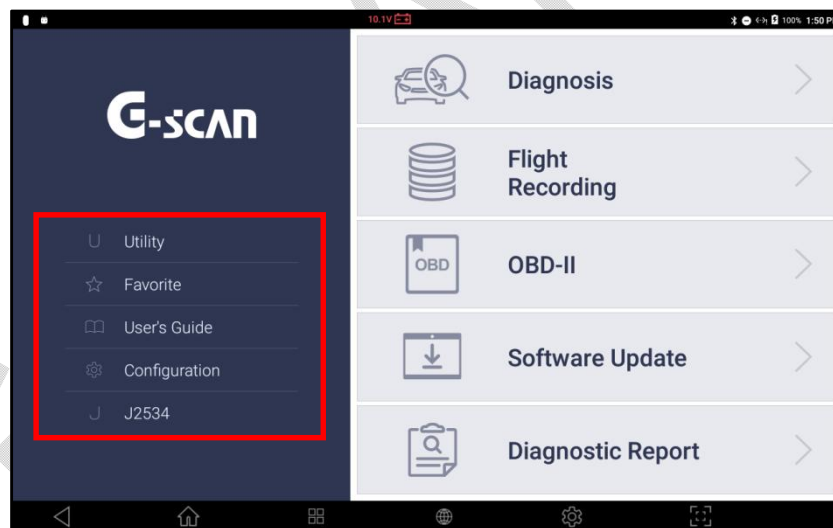 10.1V
100% 1:50 P
G-scan
Utility
Favorite
User's Guide
Configuration
J2534
Diagnosis
Flight
Recording
OBD
OBD-II
Software Update
Diagnostic Report